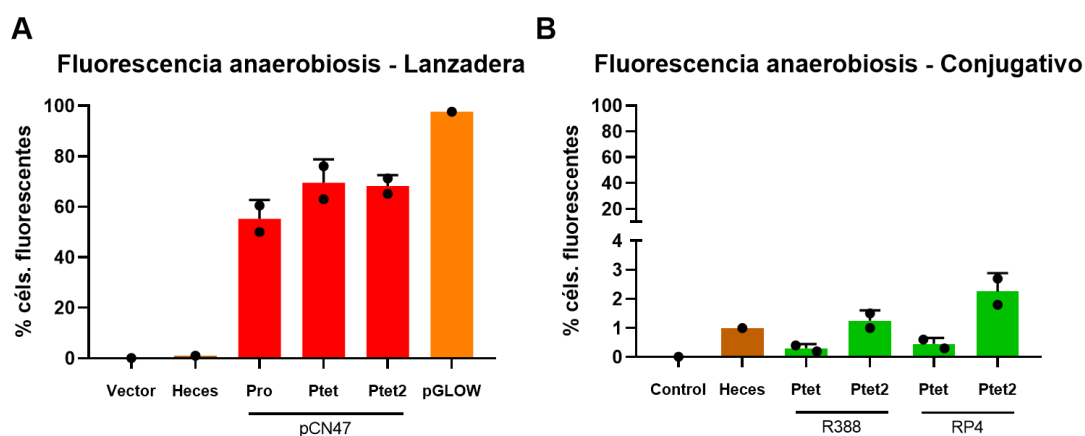 A
Fluorescencia anaerobiosis - Lanzadera
% céls. fluorescentes
100
80
60
40
20
0
Vector Heces Pro Ptet Ptet2 pGLOW
pCN47
B
Fluorescencia anaerobiosis - Conjugativo
% céls. fluorescentes
100
80
60
40
20
4
3
2
1
0
Control Heces Ptet Ptet2 Ptet Ptet2
R388 RP4